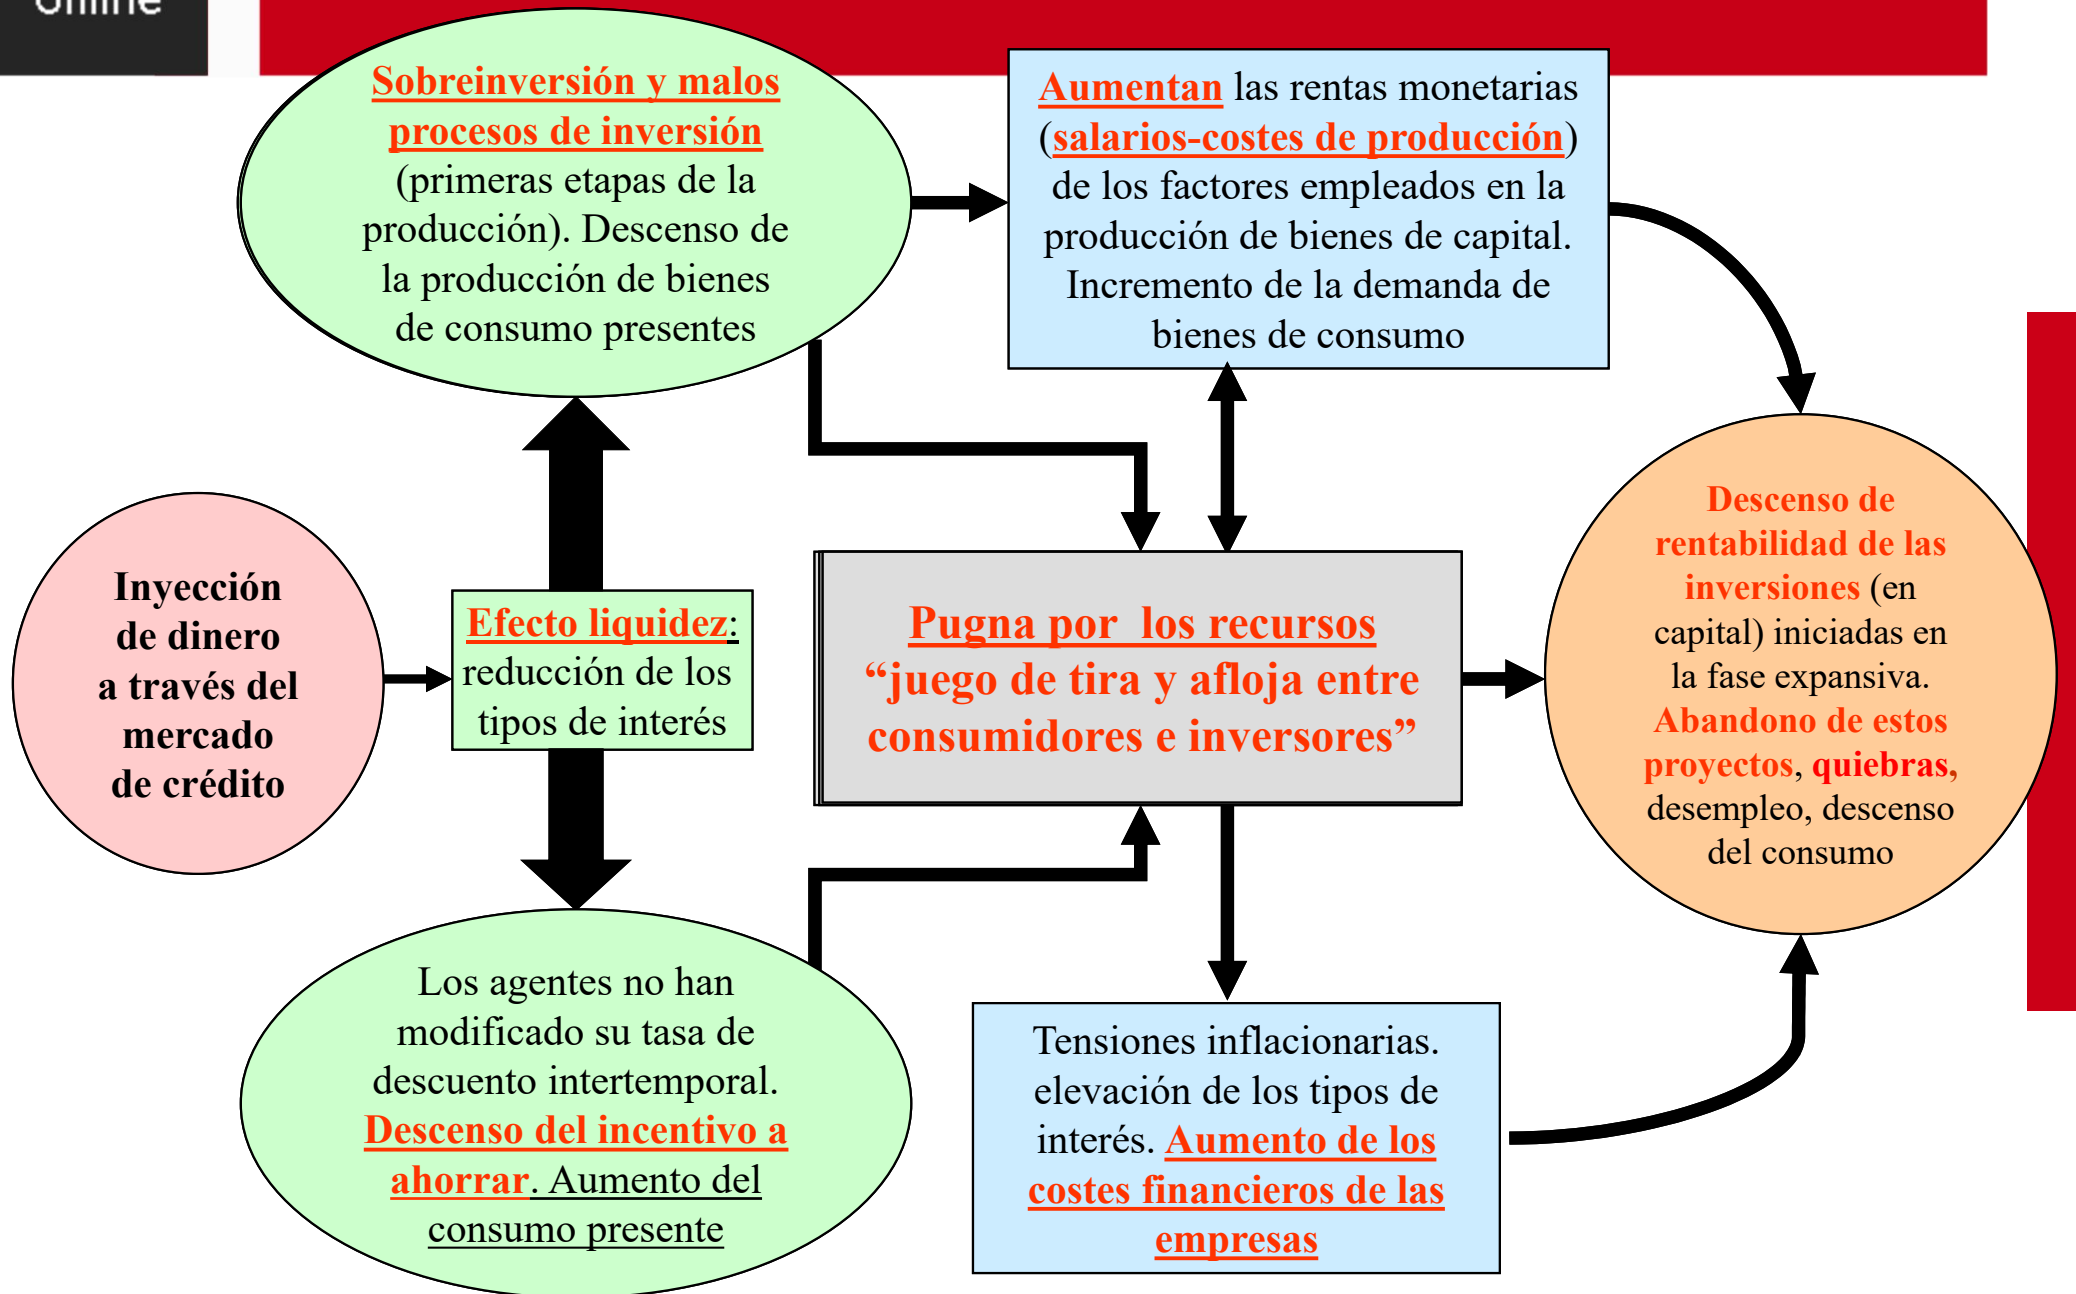 Online
Sobreinversión y malos
procesos de inversión
(primeras etapas de la
producción). Descenso de
la producción de bienes
de consumo presentes
Aumentan las rentas monetarias
(salarios-costes de producción)
de los factores empleados en la
producción de bienes de capital.
Incremento de la demanda de
bienes de consumo
Inyección
de dinero
a través del
mercado
de crédito
Efecto liquidez:
reducción de los
tipos de interés
Pugna por los recursos
“juego de tira y afloja entre
consumidores e inversores”
Descenso de
rentabilidad de las
inversiones (en
capital) iniciadas en
la fase expansiva.
Abandono de estos
proyectos, quiebras,
desempleo, descenso
del consumo
Los agentes no han
modificado su tasa de
descuento intertemporal.
Descenso del incentivo a
ahorrar. Aumento del
consumo presente
Tensiones inflacionarias.
elevación de los tipos de
interés. Aumento de los
costes financieros de las
empresas